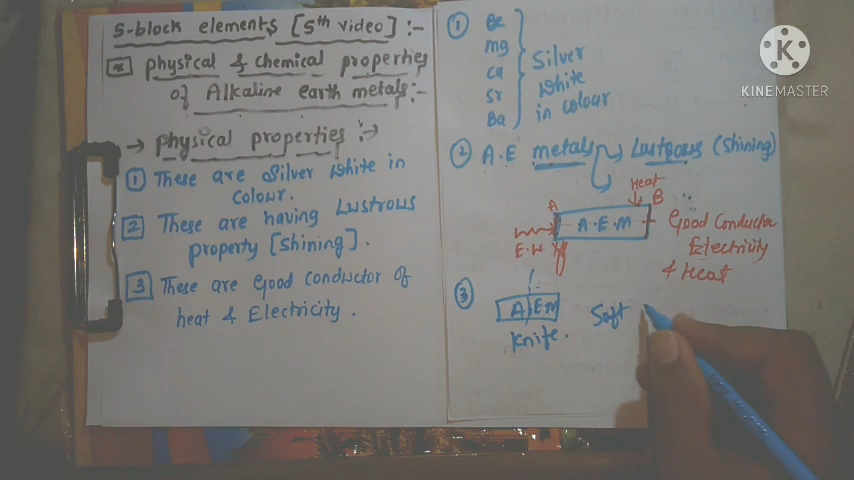 S-block elements [5th video] :-
* physical & chemical properties
of Alkaline earth metals :-
→ physical properties :→
1 These are Silver white in
colour.
2 These are having Lustrous
property [shining].
3 These are Good conductor of
heat & Electricity.
1 Be
Mg
Ca
Sr
Ba
Silver
white
in colour
2 A.E metals → Lustrous (shining)
Heat
A
B
A.E.M
E.W
Good Conductor
Electricity
& Heat
3
A.E.M
Knife.
Soft
K
KINEMASTER